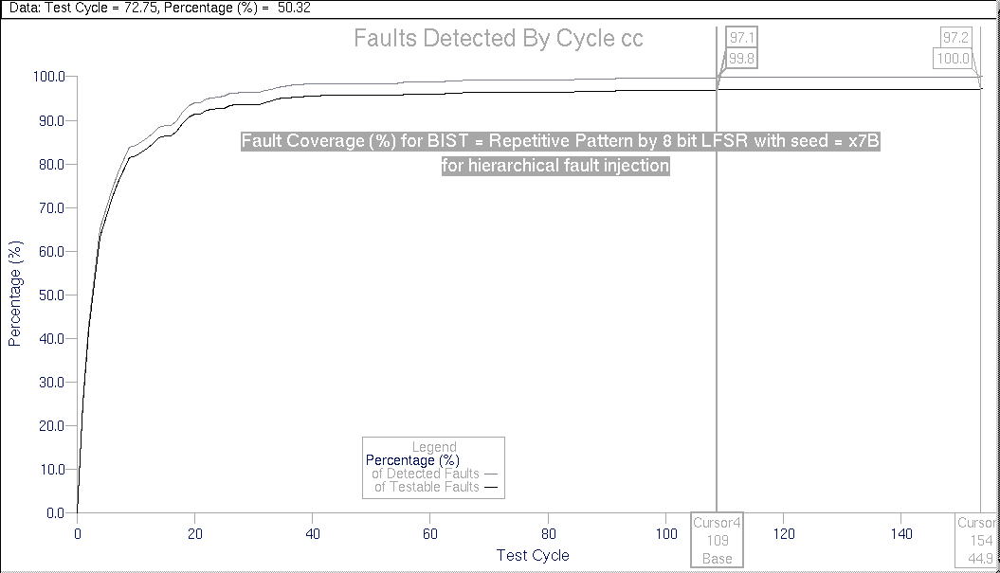 Data: Test Cycle = 72.75, Percentage (%) = 50.32
Faults Detected By Cycle cc
97.1
99.8
97.2
100.0
100.0
90.0
80.0
70.0
60.0
50.0
40.0
30.0
20.0
10.0
0.0
Percentage (%)
Fault Coverage (%) for BIST = Repetitive Pattern by 8 bit LFSR with seed = x7B
for hierarchical fault injection
Legend
Percentage (%)
of Detected Faults
of Testable Faults
0 20 40 60 80 100 120 140
Test Cycle
Cursor4
109
Base
Cursor
154
44.9